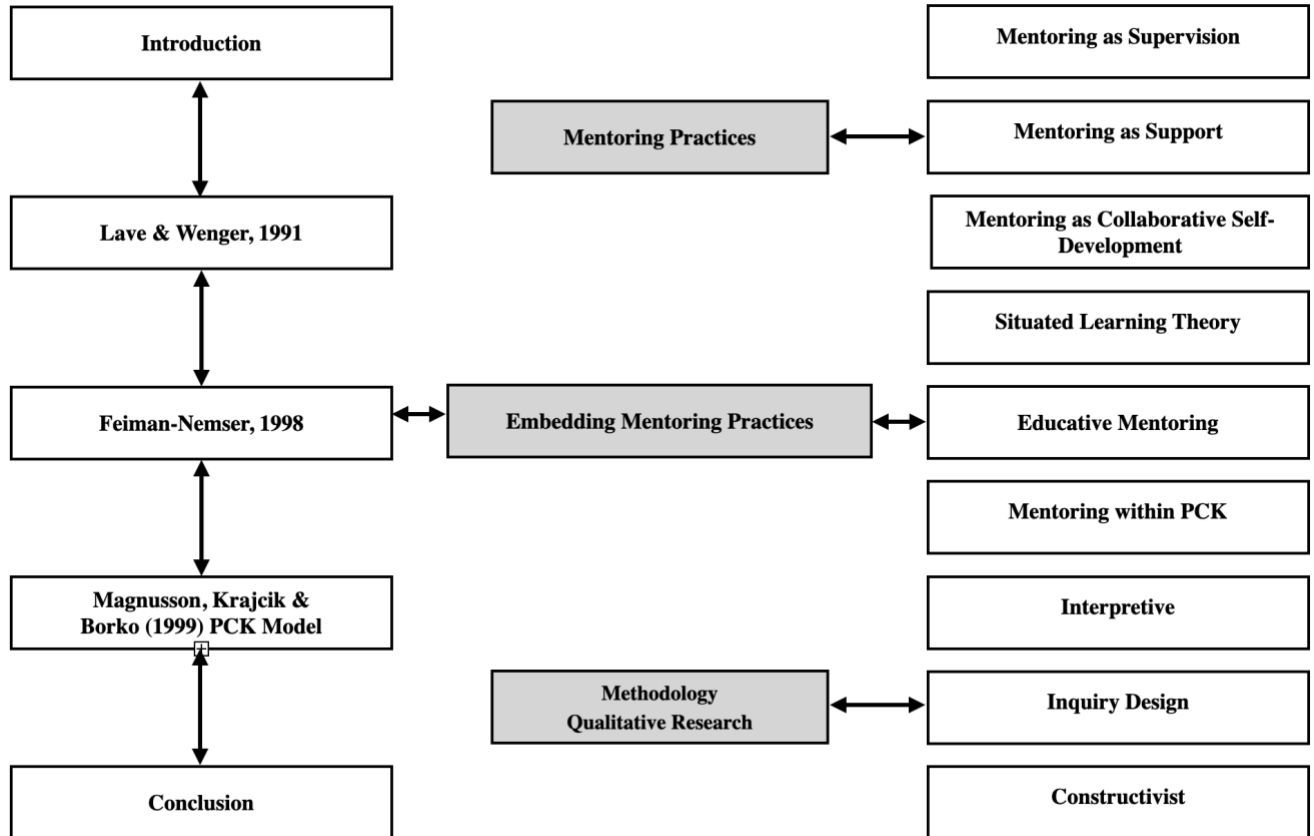 Introduction
Lave & Wenger, 1991
Feiman-Nemser, 1998
Magnusson, Krajcik &
Borko (1999) PCK Model
Conclusion
Mentoring Practices
Embedding Mentoring Practices
Methodology
Qualitative Research
Mentoring as Supervision
Mentoring as Support
Mentoring as Collaborative Self-
Development
Situated Learning Theory
Educative Mentoring
Mentoring within PCK
Interpretive
Inquiry Design
Constructivist